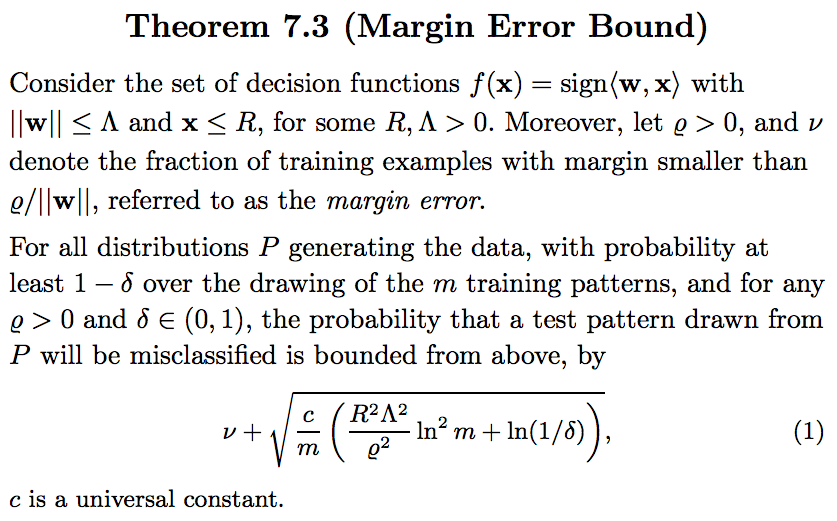 Theorem 7.3 (Margin Error Bound)
Consider the set of decision functions f(x) = sign⟨w, x⟩ with
||w|| ≤ Λ and x ≤ R, for some R, Λ > 0. Moreover, let ϱ > 0, and ν
denote the fraction of training examples with margin smaller than
ϱ/||w||, referred to as the margin error.
For all distributions P generating the data, with probability at
least 1 − δ over the drawing of the m training patterns, and for any
ϱ > 0 and δ ∈ (0, 1), the probability that a test pattern drawn from
P will be misclassified is bounded from above, by
ν + √(c/m (R²Λ²/ϱ² ln² m + ln(1/δ))), (1)
c is a universal constant.